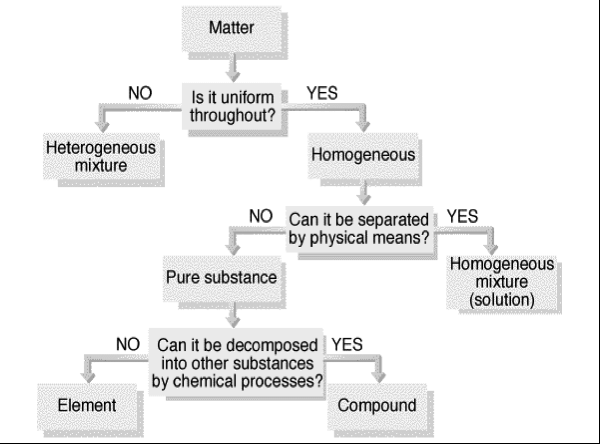 Matter
NO
Is it uniform
throughout?
YES
Heterogeneous
mixture
Homogeneous
NO
Can it be separated
by physical means?
YES
Pure substance
Homogeneous
mixture
(solution)
NO
Can it be decomposed
into other substances
by chemical processes?
YES
Element
Compound